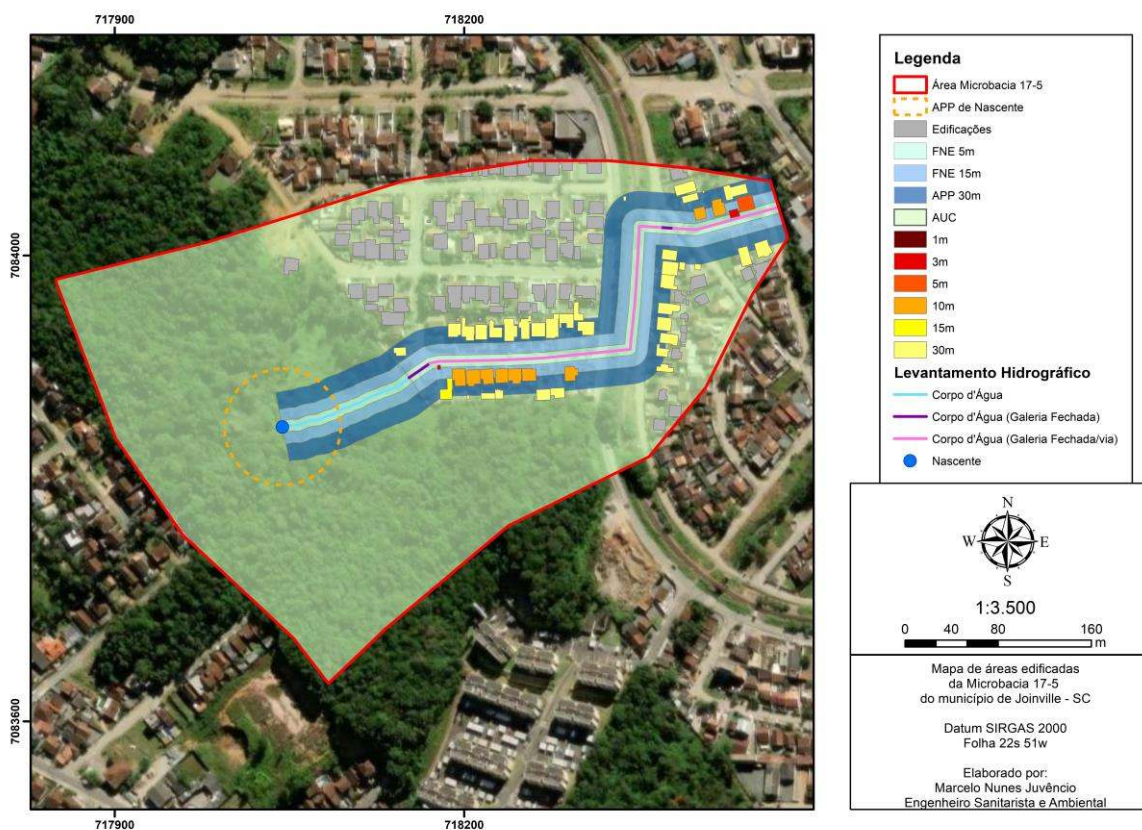 717900
718200
7084000
7083600
717900
718200
Legenda
Área Microbacia 17-5
APP de Nascente
Edificações
FNE 5m
FNE 15m
APP 30m
AUC
1m
3m
5m
10m
15m
30m
Levantamento Hidrográfico
Corpo d'Água
Corpo d'Água (Galeria Fechada)
Corpo d'Água (Galeria Fechada/via)
Nascente
N
W E
S
1:3.500
0 40 80 160
m
Mapa de áreas edificadas
da Microbacia 17-5
do município de Joinville - SC
Datum SIRGAS 2000
Folha 22s 51w
Elaborado por:
Marcelo Nunes Juvêncio
Engenheiro Sanitarista e Ambiental